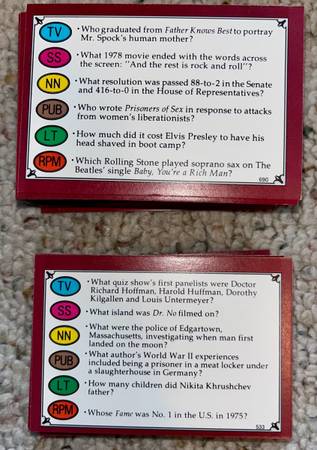 TV • Who graduated from Father Knows Best to portray
Mr. Spock's human mother?
SS • What 1978 movie ended with the words across
the screen: "And the rest is rock and roll"?
NN • What resolution was passed 88-to-2 in the Senate
and 416-to-0 in the House of Representatives?
PUB • Who wrote Prisoners of Sex in response to attacks
from women's liberationists?
LT • How much did it cost Elvis Presley to have his
head shaved in boot camp?
RPM • Which Rolling Stone played soprano sax on The
Beatles' single Baby, You're a Rich Man?
690
TV • What quiz show's first panelists were Doctor
Richard Hoffman, Harold Huffman, Dorothy
Kilgallen and Louis Untermeyer?
SS • What island was Dr. No filmed on?
NN • What were the police of Edgartown,
Massachusetts, investigating when man first
landed on the moon?
PUB • What author's World War II experiences
included being a prisoner in a meat locker under
a slaughterhouse in Germany?
LT • How many children did Nikita Khrushchev
father?
RPM • Whose Fame was No. 1 in the U.S. in 1975?
533